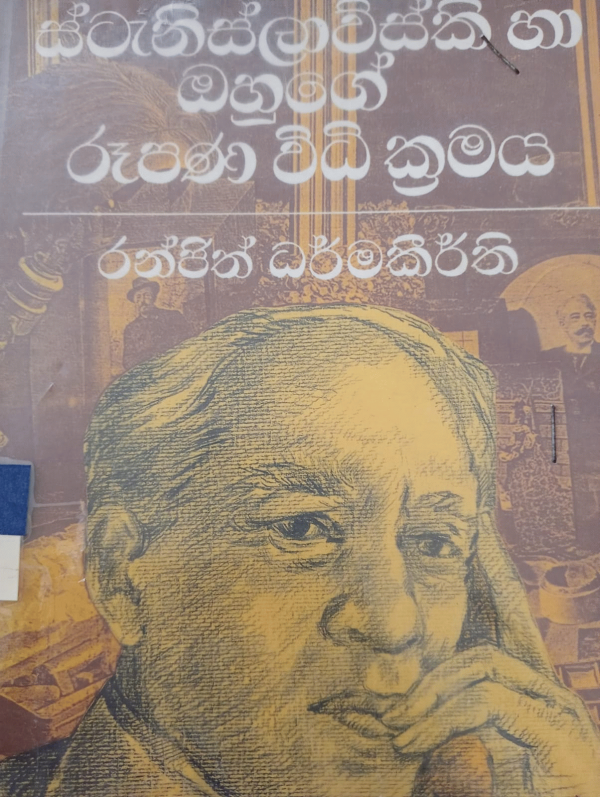 ස්ටැනිස්ලාව්ස්කි හා
ඔහුගේ
රූපණ විධි ක්‍රමය
රන්ජිත් ධර්මකීර්ති